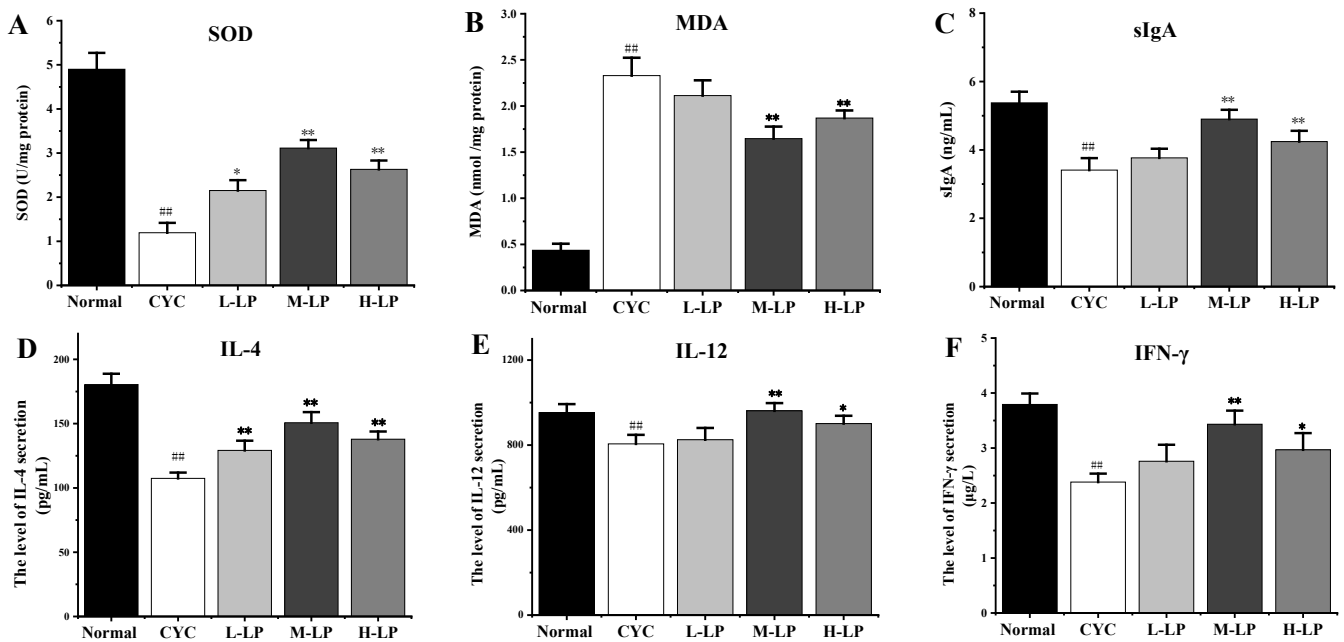 A
SOD
SOD (U/mg protein)
6
5
4
3
2
1
0
##
*
**
**
Normal CYC L-LP M-LP H-LP
B
MDA
MDA (nmol /mg protein)
3.0
2.5
2.0
1.5
1.0
0.5
0.0
##
**
**
Normal CYC L-LP M-LP H-LP
C
sIgA
sIgA (ng/mL)
8
6
4
2
0
##
**
**
Normal CYC L-LP M-LP H-LP
D
IL-4
The level of IL-4 secretion
(pg/mL)
200
150
100
50
0
##
**
**
**
Normal CYC L-LP M-LP H-LP
E
IL-12
The level of IL-12 secretion
(pg/mL)
1200
800
400
0
##
**
*
Normal CYC L-LP M-LP H-LP
F
IFN-γ
The level of IFN-γ secretion
(μg/L)
5
4
3
2
1
0
##
**
*
Normal CYC L-LP M-LP H-LP